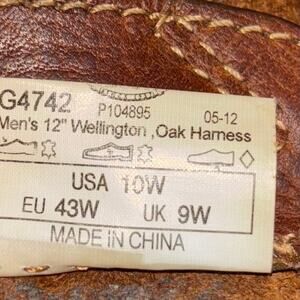 G4742 P104895 05-12
Men's 12" Wellington ,Oak Harness
USA 10W
EU 43W UK 9W
MADE IN CHINA